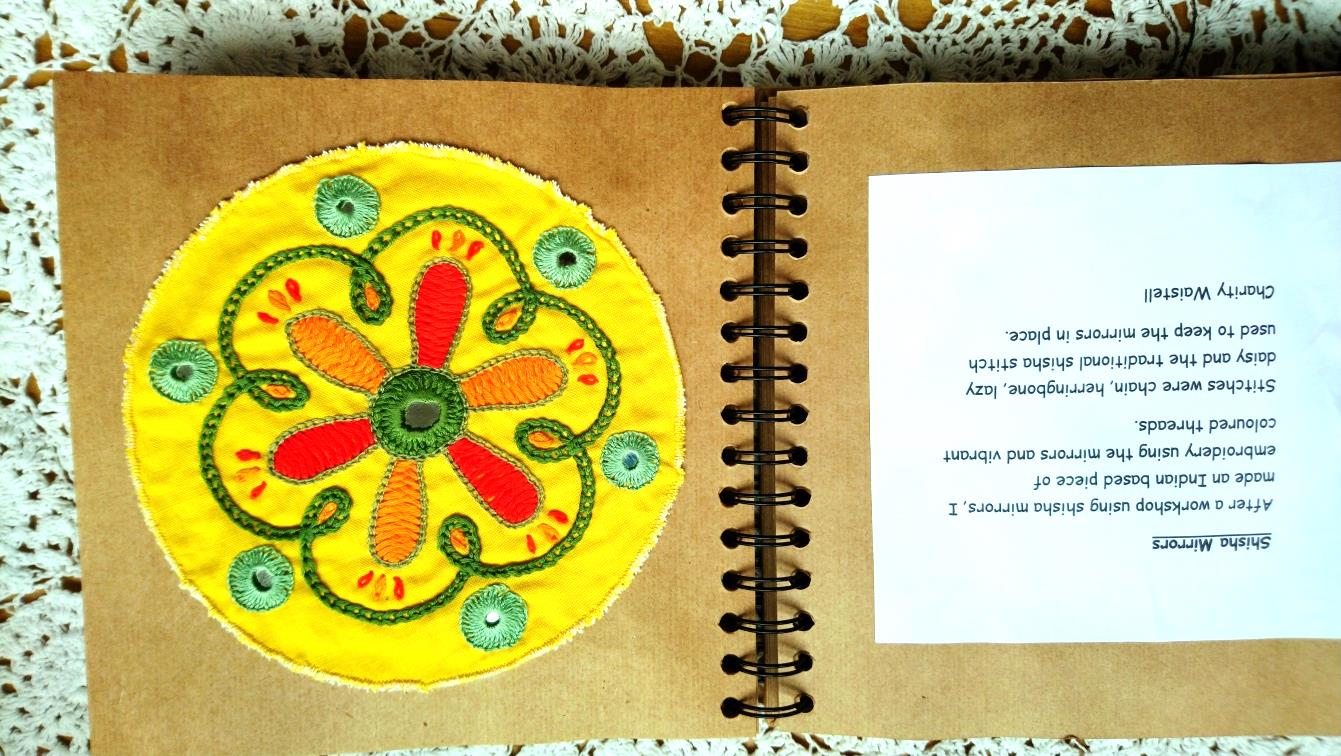 Shisha Mirrors
After a workshop using shisha mirrors, I
made an Indian based piece of
embroidery using the mirrors and vibrant
coloured threads.
Stitches were chain, herringbone, lazy
daisy and the traditional shisha stitch
used to keep the mirrors in place.
Charity Waistell